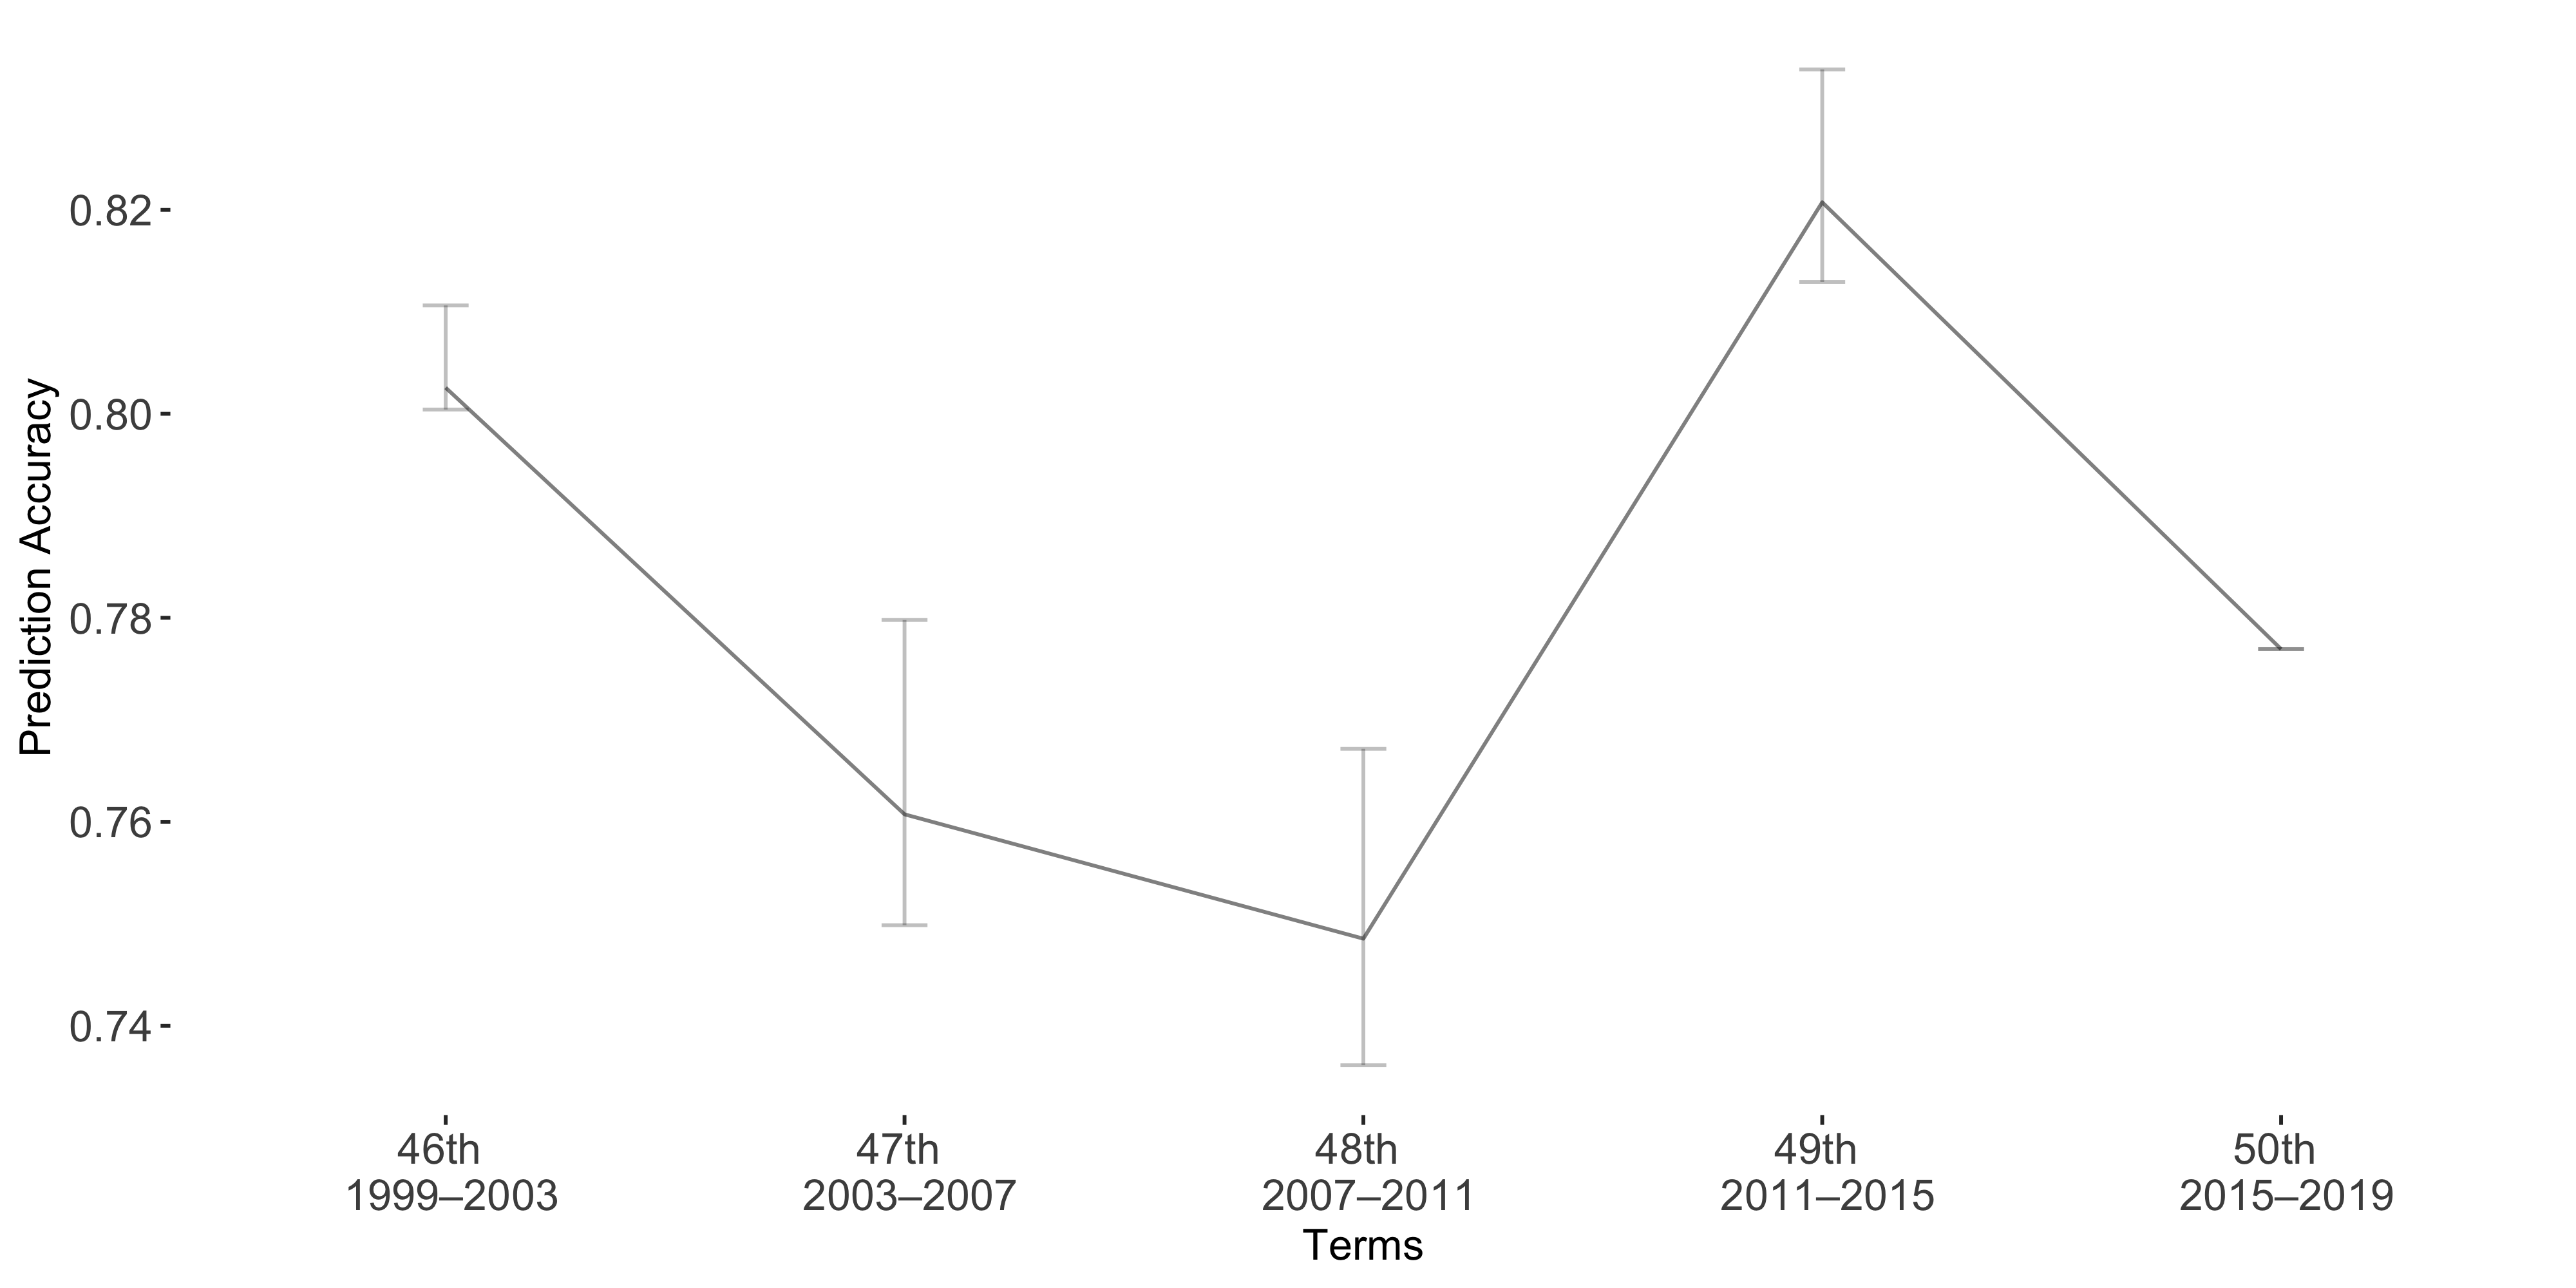 Prediction Accuracy
0.82
0.80
0.78
0.76
0.74
46th
1999–2003
47th
2003–2007
48th
2007–2011
49th
2011–2015
50th
2015–2019
Terms